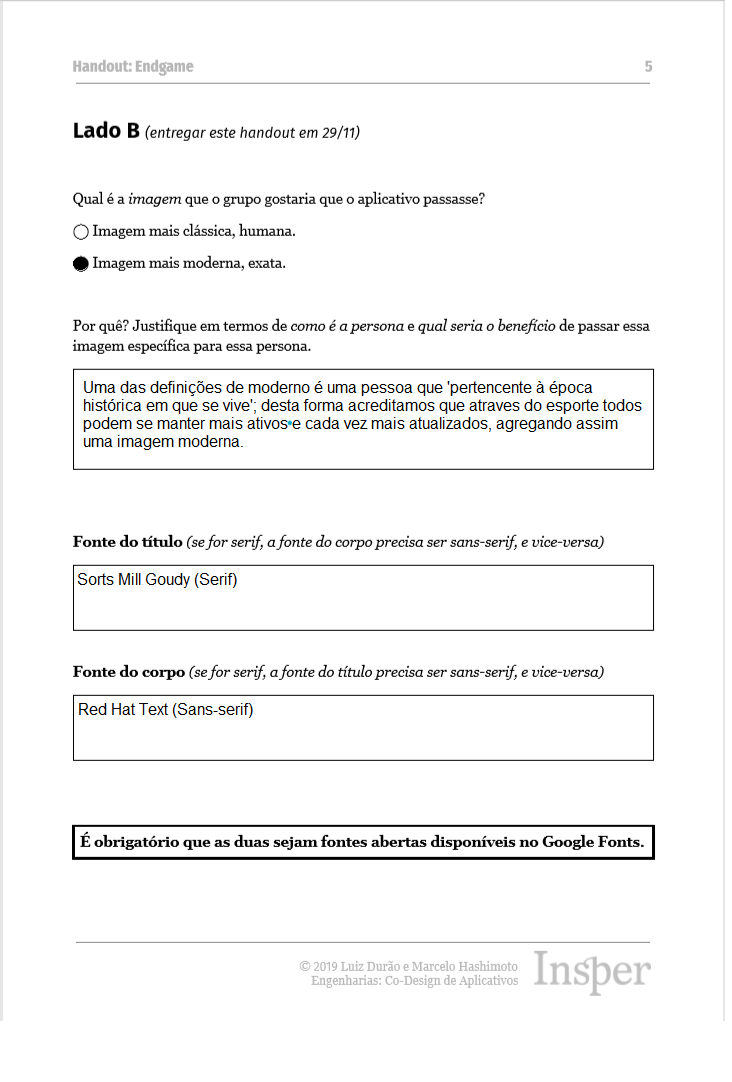 Handout: Endgame 5
Lado B (entregar este handout em 29/11)
Qual é a imagem que o grupo gostaria que o aplicativo passasse?
Imagem mais clássica, humana.
Imagem mais moderna, exata.
Por quê? Justifique em termos de como é a persona e qual seria o benefício de passar essa
imagem específica para essa persona.
Uma das definições de moderno é uma pessoa que 'pertencente à época
histórica em que se vive'; desta forma acreditamos que atraves do esporte todos
podem se manter mais ativos e cada vez mais atualizados, agregando assim
uma imagem moderna.
Fonte do título (se for serif, a fonte do corpo precisa ser sans-serif, e vice-versa)
Sorts Mill Goudy (Serif)
Fonte do corpo (se for serif, a fonte do título precisa ser sans-serif, e vice-versa)
Red Hat Text (Sans-serif)
É obrigatório que as duas sejam fontes abertas disponíveis no Google Fonts.
© 2019 Luiz Durão e Marcelo Hashimoto
Engenharias: Co-Design de Aplicativos
Insper